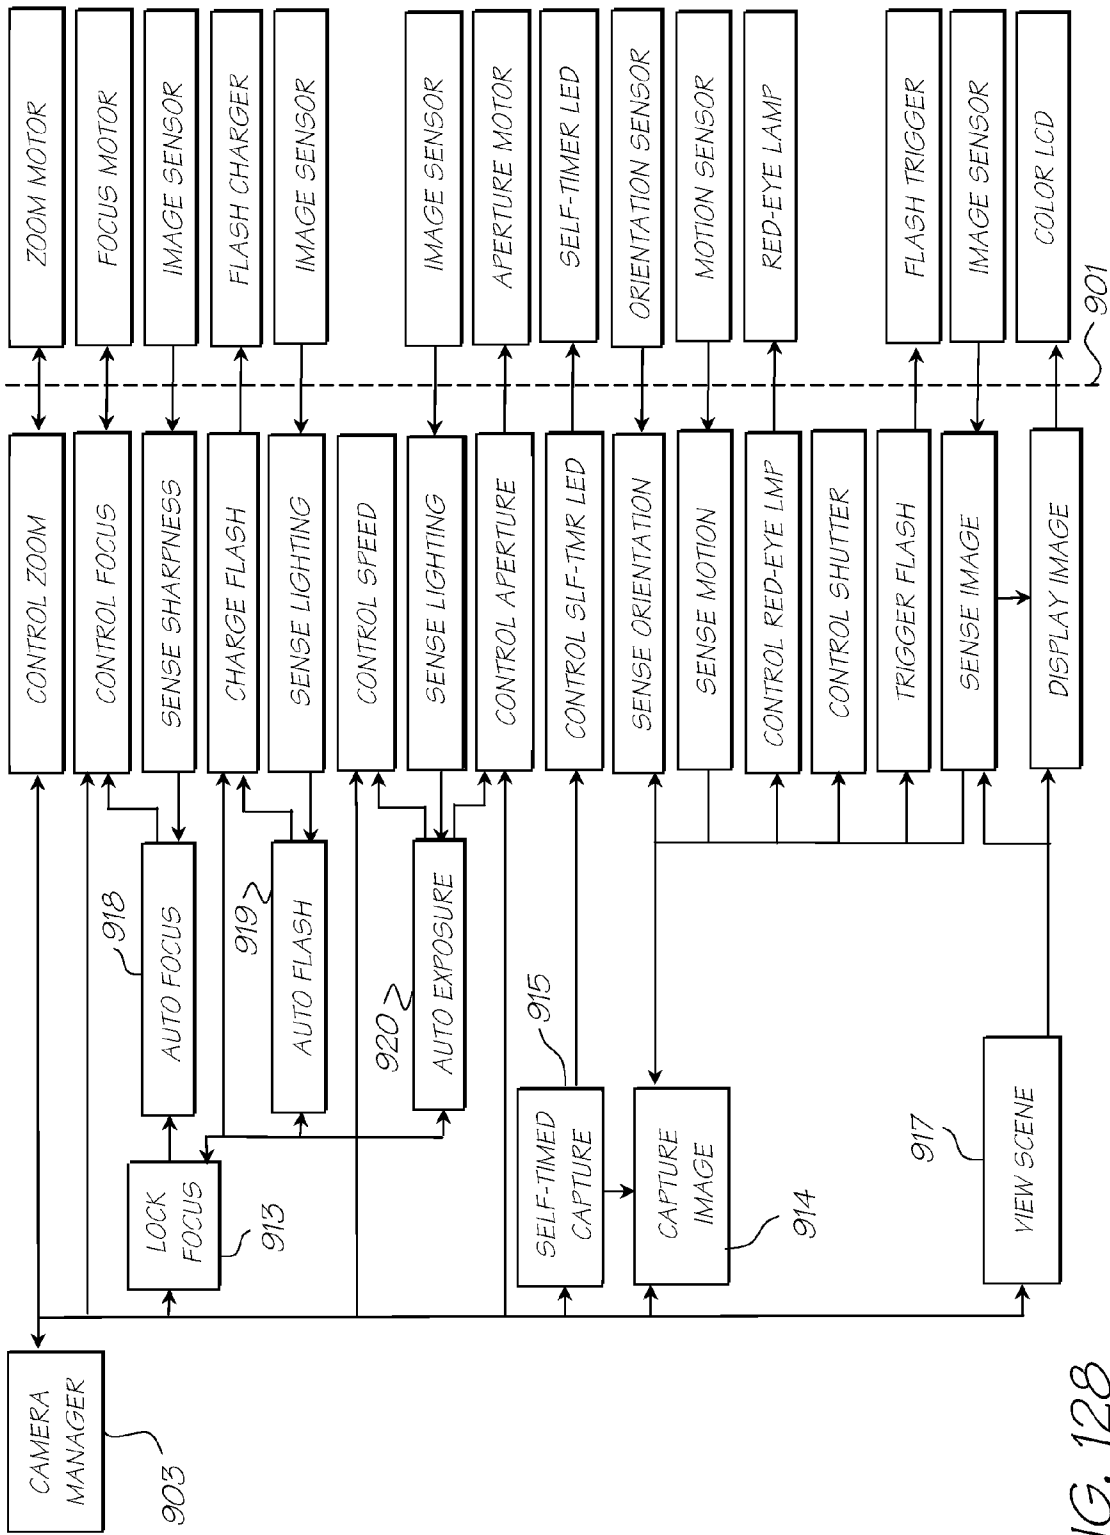 CAMERA
MANAGER
903
LOCK
FOCUS
913
SELF-TIMED
CAPTURE
915
CAPTURE
IMAGE
914
VIEW SCENE
917
AUTO FOCUS
918
AUTO FLASH
919
AUTO EXPOSURE
920
CONTROL ZOOM
CONTROL FOCUS
SENSE SHARPNESS
CHARGE FLASH
SENSE LIGHTING
CONTROL SPEED
SENSE LIGHTING
CONTROL APERTURE
CONTROL SLF-TMR LED
SENSE ORIENTATION
SENSE MOTION
CONTROL RED-EYE LMP
CONTROL SHUTTER
TRIGGER FLASH
SENSE IMAGE
DISPLAY IMAGE
ZOOM MOTOR
FOCUS MOTOR
IMAGE SENSOR
FLASH CHARGER
IMAGE SENSOR
IMAGE SENSOR
APERTURE MOTOR
SELF-TIMER LED
ORIENTATION SENSOR
MOTION SENSOR
RED-EYE LAMP
FLASH TRIGGER
IMAGE SENSOR
COLOR LCD
901
IG. 128